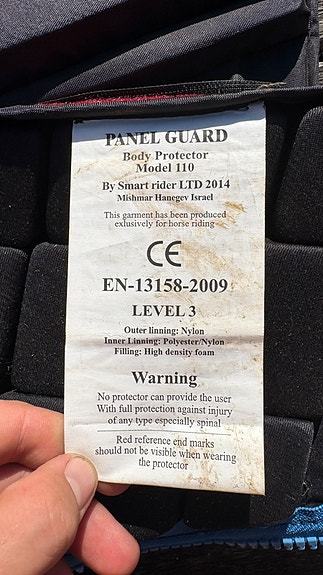 PANEL GUARD
Body Protector
Model 110
By Smart rider LTD 2014
Mishmar Hanegev Israel
This garment has been produced
exlusively for horse riding
CE
EN-13158-2009
LEVEL 3
Outer linning: Nylon
Inner Linning: Polyester/Nylon
Filling: High density foam
Warning
No protector can provide the user
With full protection against injury
of any type especially spinal
Red reference end marks
should not be visible when wearing
the protector